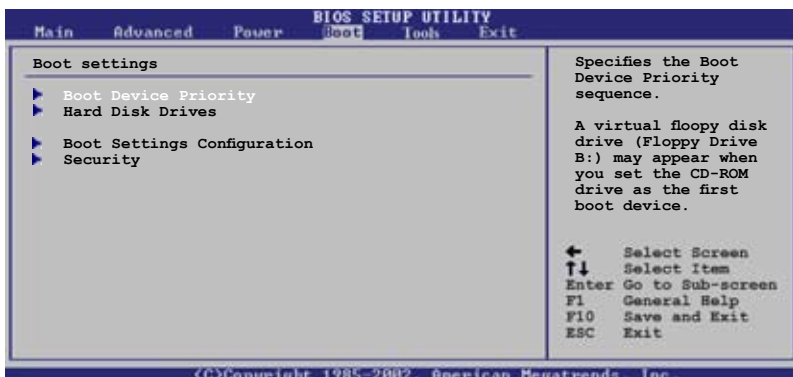 BIOS SETUP UTILITY
Main Advanced Power Boot Tools Exit
Boot settings
Boot Device Priority
Hard Disk Drives
Boot Settings Configuration
Security
Specifies the Boot
Device Priority
sequence.
A virtual floopy disk
drive (Floppy Drive
B:) may appear when
you set the CD-ROM
drive as the first
boot device.
← Select Screen
↑↓ Select Item
Enter Go to Sub-screen
F1 General Help
F10 Save and Exit
ESC Exit
(C)Copyright 1985-2002, American Megatrends, Inc.